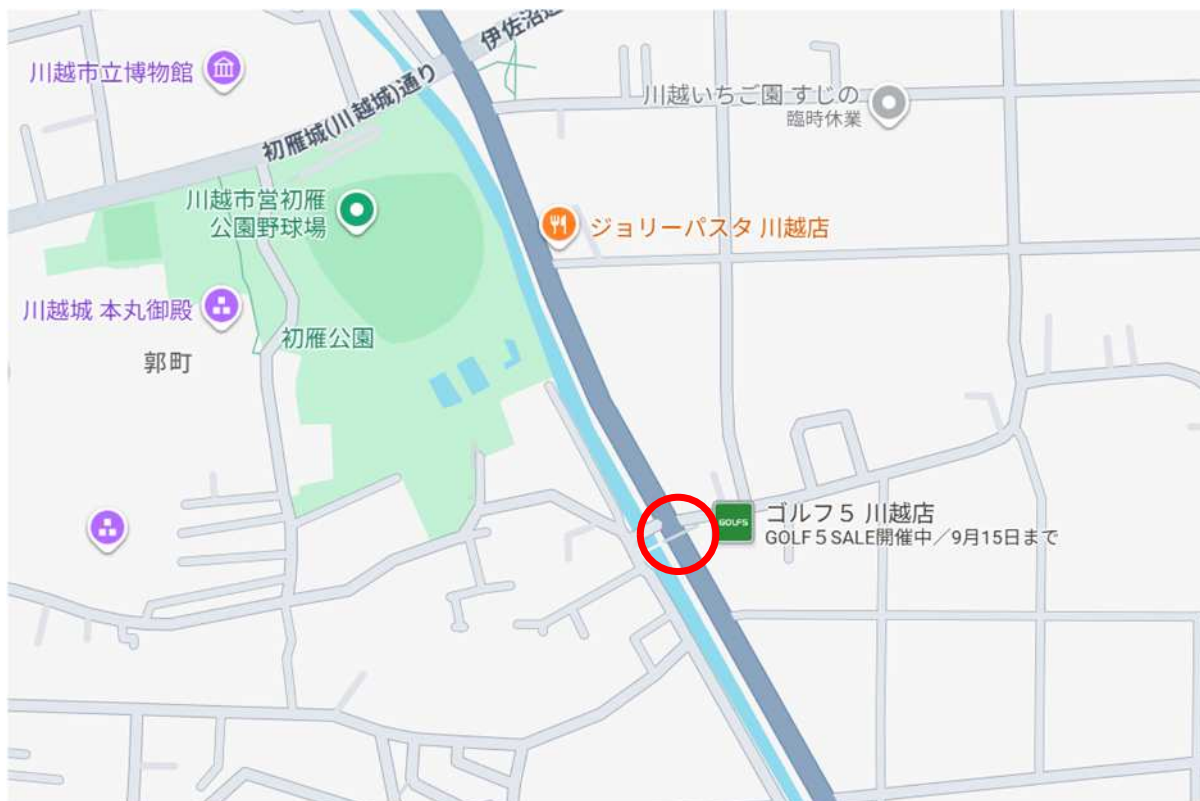 伊佐沼
川越市立博物館
初雁城(川越城)通り
川越いちご園 すじの
臨時休業
川越市営初雁
公園野球場
ジョリーパスタ 川越店
川越城 本丸御殿
初雁公園
郭町
GOLF5
ゴルフ5 川越店
GOLF5 SALE開催中/9月15日まで